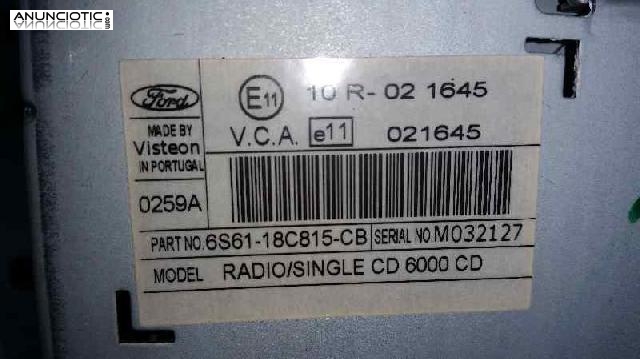 ANUNCIOTIC.com
Ford
E11
10 R- 02 1645
MADE BY
Visteon
IN PORTUGAL
V.C.A. e11 021645
0259A
PART NO.6S61-18C815-CB
SERIAL NO M032127
MODEL RADIO/SINGLE CD 6000 CD